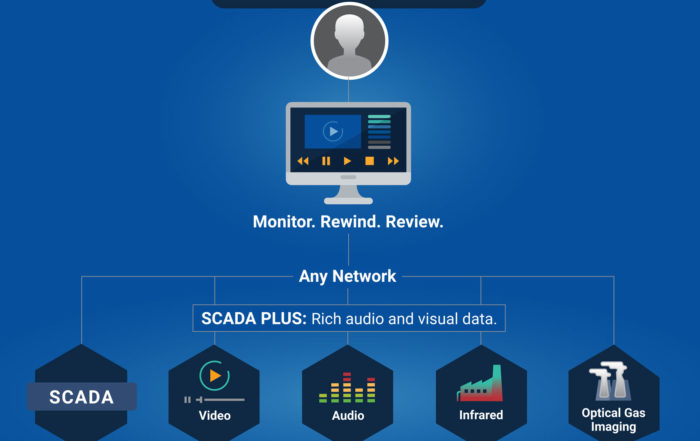 Monitor. Rewind. Review.
Any Network
SCADA PLUS: Rich audio and visual data.
SCADA
Video
Audio
Infrared
Optical Gas
Imaging